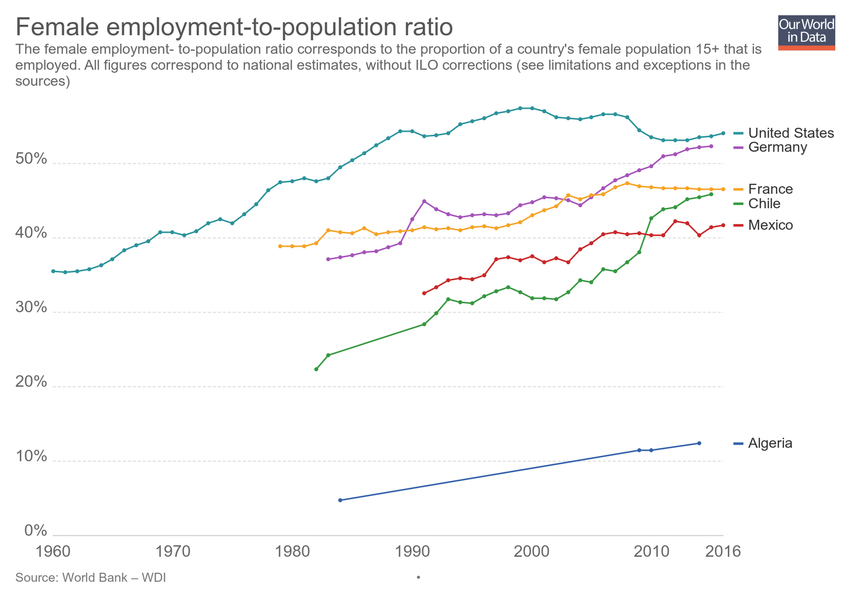 Female employment-to-population ratio
Our World
in Data
The female employment- to-population ratio corresponds to the proportion of a country's female population 15+ that is
employed. All figures correspond to national estimates, without ILO corrections (see limitations and exceptions in the
sources)
United States
50%
Germany
France
Chile
40%
Mexico
30%
20%
10%
Algeria
0%
1960 1970 1980 1990 2000 2010 2016
Source: World Bank – WDI